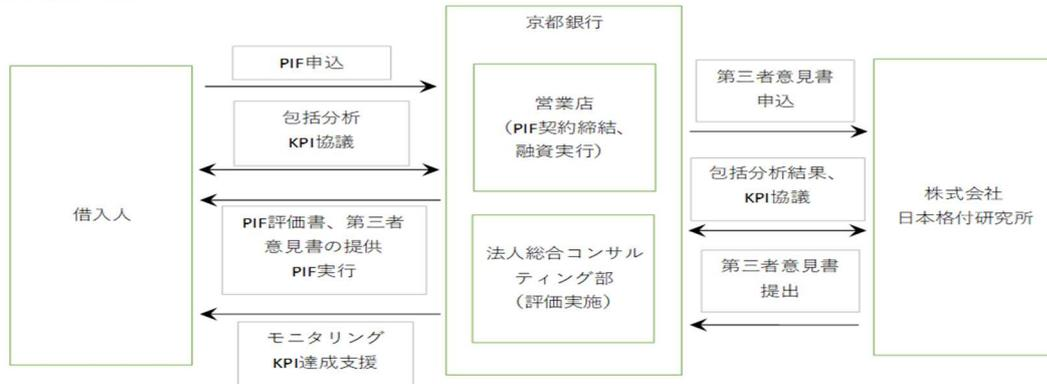 京都銀行
PIF申込
包括分析
KPI協議
借入人
PIF評価書、第三者
意見書の提供
PIF実行
モニタリング
KPI達成支援
営業店
（PIF契約締結、
融資実行）
法人総合コンサル
ティング部
（評価実施）
第三者意見書
申込
包括分析結果、
KPI協議
第三者意見書
提出
株式会社
日本格付研究所